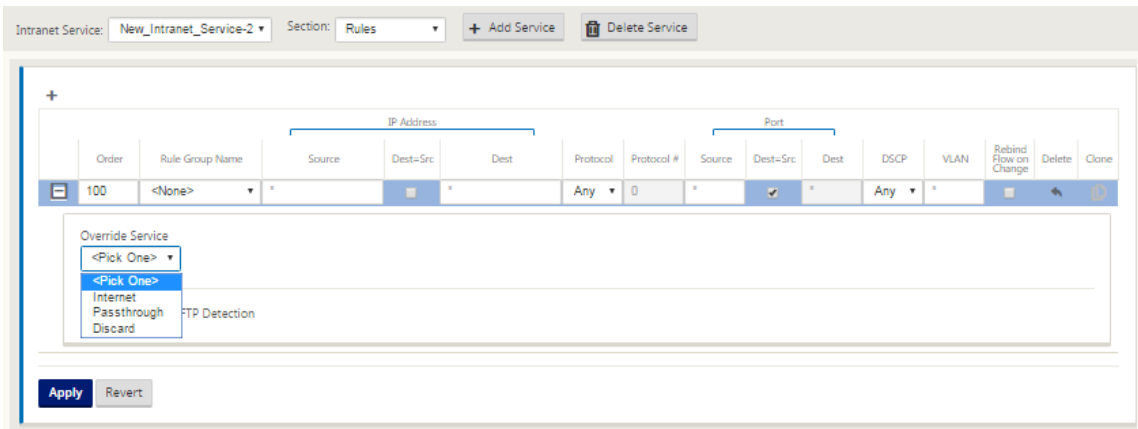 Intranet Service: New_Intranet_Service-2 Section: Rules + Add Service Delete Service
+
IP Address Port
Order Rule Group Name Source Dest=Src Dest Protocol Protocol # Source Dest=Src Dest DSCP VLAN Rebind Flow on Change Delete Clone
100 <None> * * Any 0 * * Any *
Override Service
<Pick One>
<Pick One>
Internet
Passthrough FTP Detection
Discard
Apply Revert